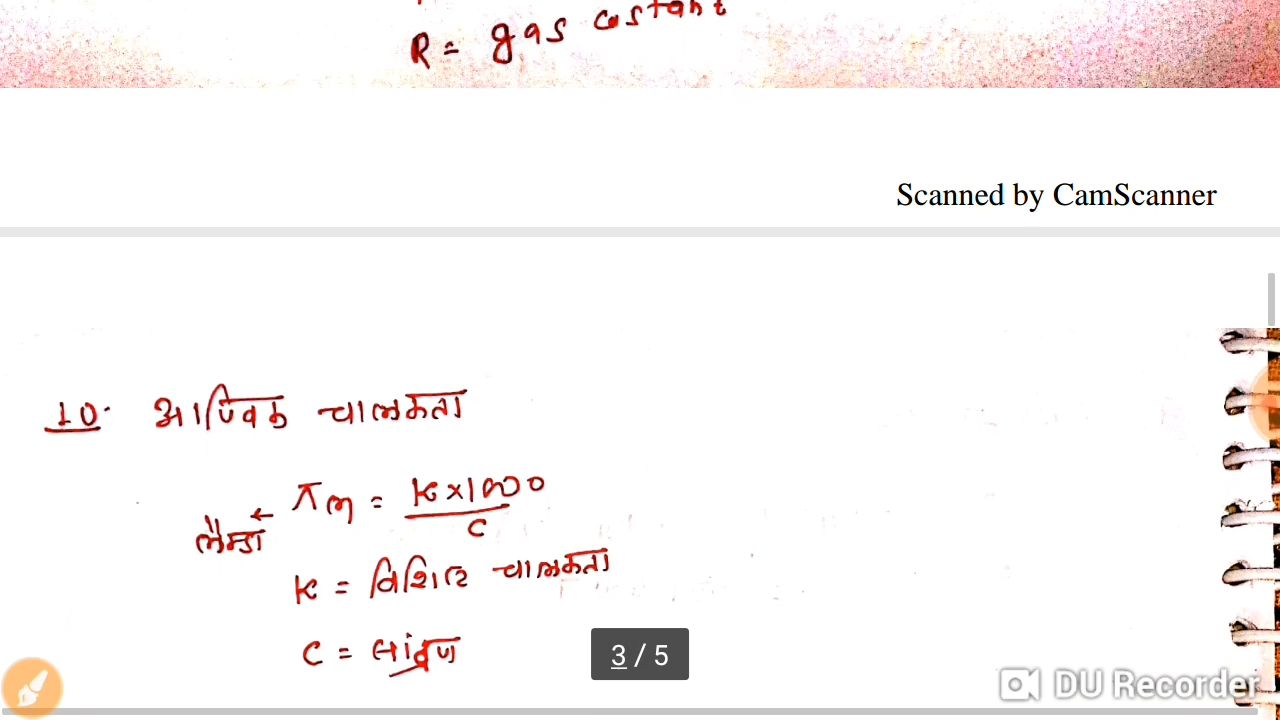 R = gas costant
Scanned by CamScanner
10. आण्विक चालकता
Λm = K×1000
C
लैम्डा ←
K = विशिष्ट चालकता
C = सांद्रण
3 / 5
DU Recorder